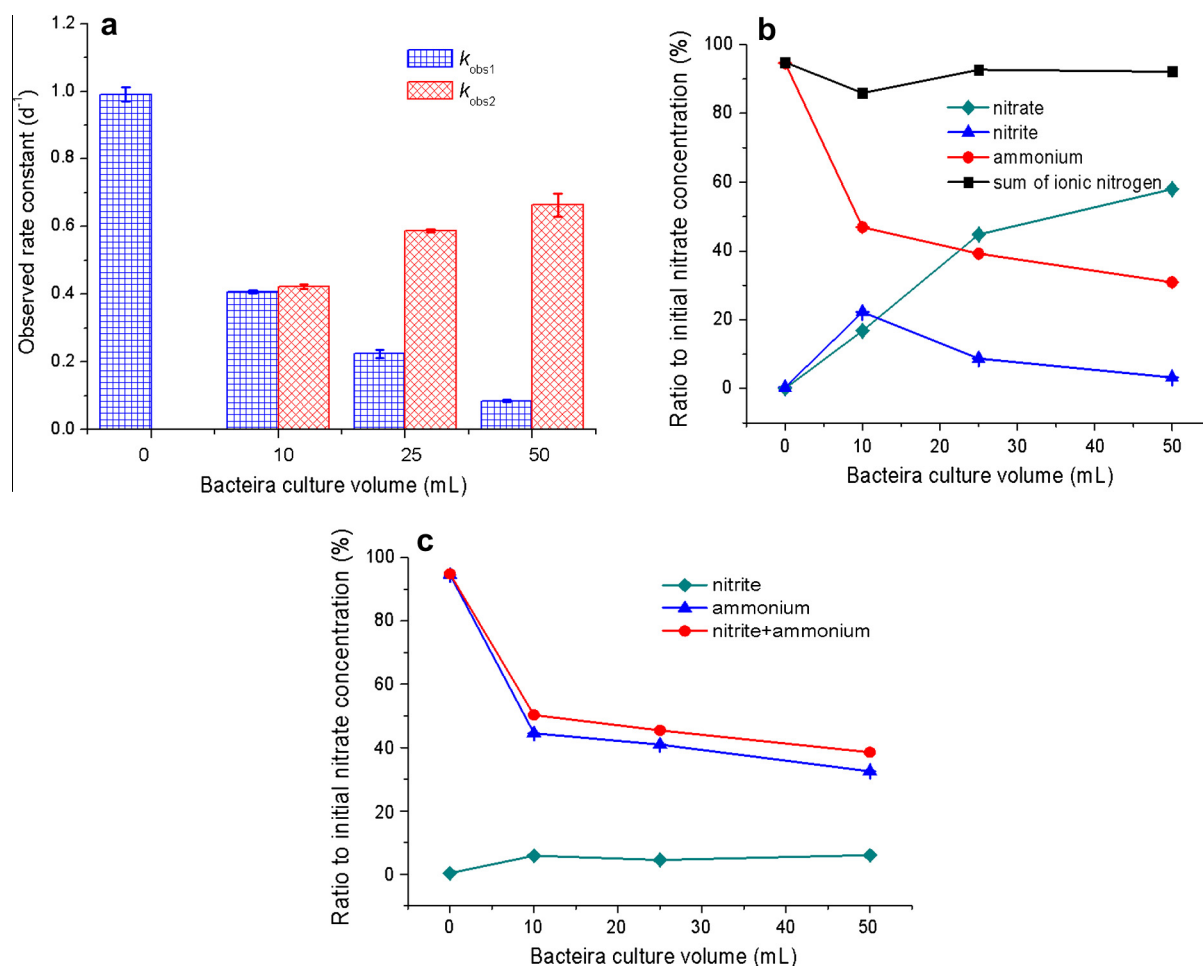 a
1.2
1.0
0.8
0.6
0.4
0.2
0.0
Observed rate constant (d⁻¹)
k_obs1
k_obs2
0 10 25 50
Bacteira culture volume (mL)
b
100
80
60
40
20
0
Ratio to initial nitrate concentration (%)
nitrate
nitrite
ammonium
sum of ionic nitrogen
0 10 20 30 40 50
Bacteira culture volume (mL)
c
100
80
60
40
20
0
Ratio to initial nitrate concentration (%)
nitrite
ammonium
nitrite+ammonium
0 10 20 30 40 50
Bacteira culture volume (mL)